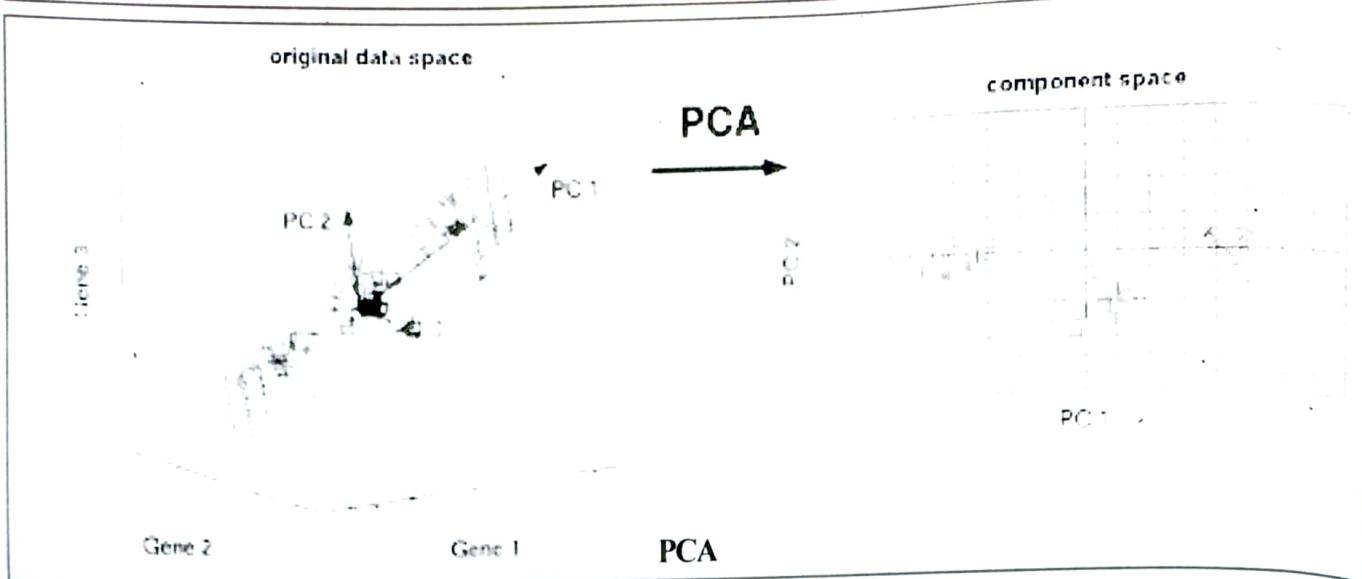 original data space
component space
PCA
PC 1
PC 2
Gene 3
PC 2
PC 1
Gene 2
Gene 1
PCA